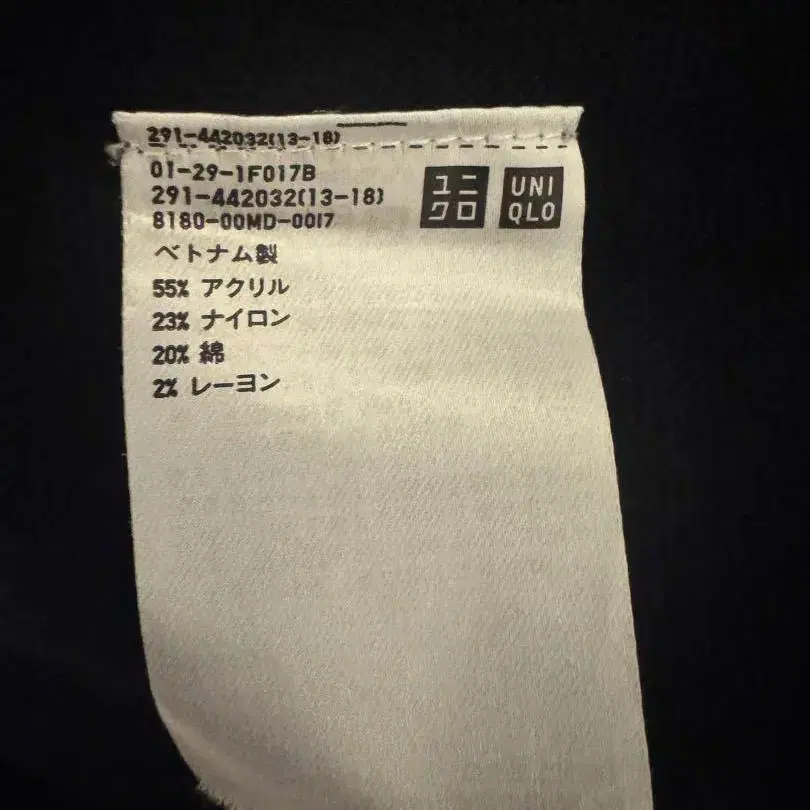 291-442032(13-18)
01-29-1F017B
291-442032(13-18)
8180-00MD-0017
ユニ
クロ
UNI
QLO
ベトナム製
55% アクリル
23% ナイロン
20% 綿
2% レーヨン